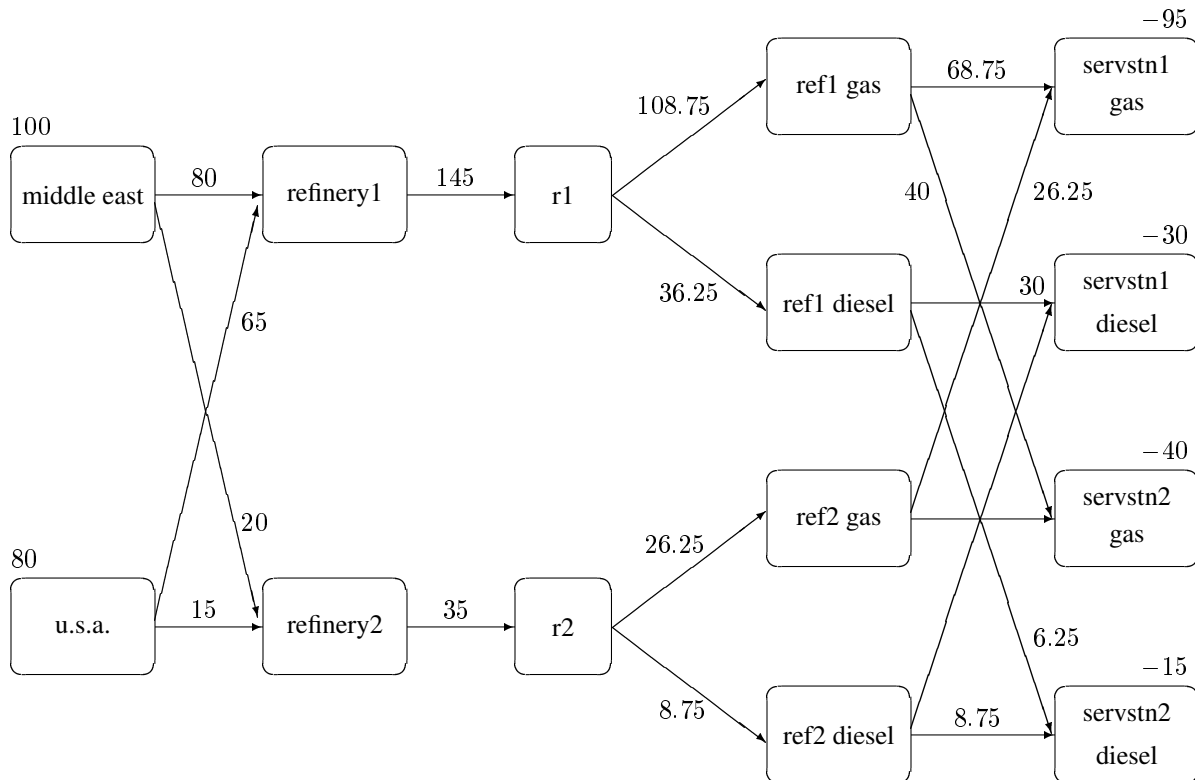 −95
ref1 gas
68.75
servstn1
gas
108.75
100
middle east
80
refinery1
145
r1
40
26.25
−30
36.25
ref1 diesel
30
servstn1
diesel
65
−40
ref2 gas
servstn2
gas
20
26.25
80
u.s.a.
15
refinery2
35
r2
6.25
−15
8.75
ref2 diesel
8.75
servstn2
diesel